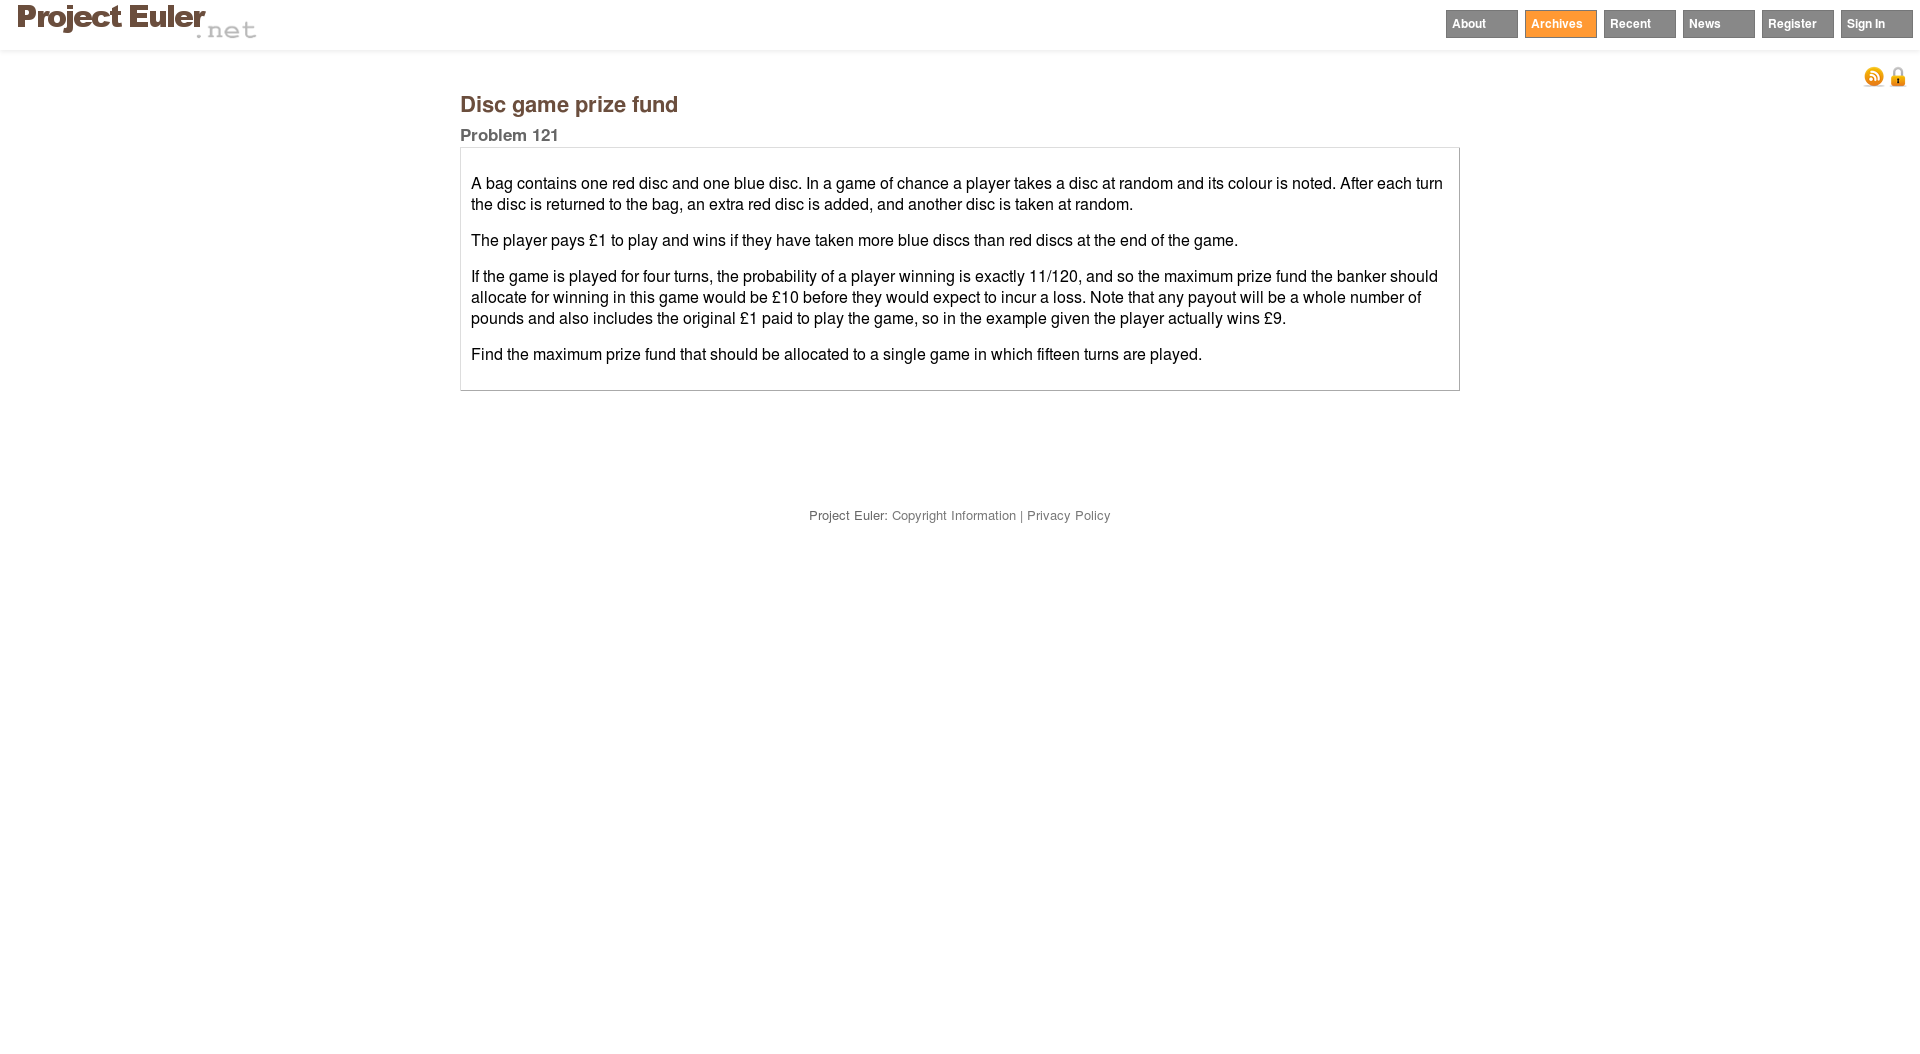 Project Euler.net
About Archives Recent News Register Sign In
Disc game prize fund
Problem 121
A bag contains one red disc and one blue disc. In a game of chance a player takes a disc at random and its colour is noted. After each turn
the disc is returned to the bag, an extra red disc is added, and another disc is taken at random.
The player pays £1 to play and wins if they have taken more blue discs than red discs at the end of the game.
If the game is played for four turns, the probability of a player winning is exactly 11/120, and so the maximum prize fund the banker should
allocate for winning in this game would be £10 before they would expect to incur a loss. Note that any payout will be a whole number of
pounds and also includes the original £1 paid to play the game, so in the example given the player actually wins £9.
Find the maximum prize fund that should be allocated to a single game in which fifteen turns are played.
Project Euler: Copyright Information | Privacy Policy